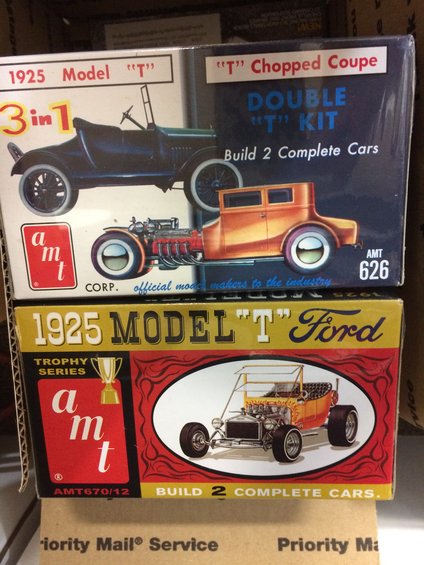 1925 Model "T"
"T" Chopped Coupe
3 in 1
DOUBLE
"T" KIT
Build 2 Complete Cars
amt
®
CORP.
official model makers to the industry
AMT
626
1925 MODEL "T" Ford
TROPHY
SERIES
amt
®
AMT670/12
BUILD 2 COMPLETE CARS.
riority Mail® Service
Priority Ma